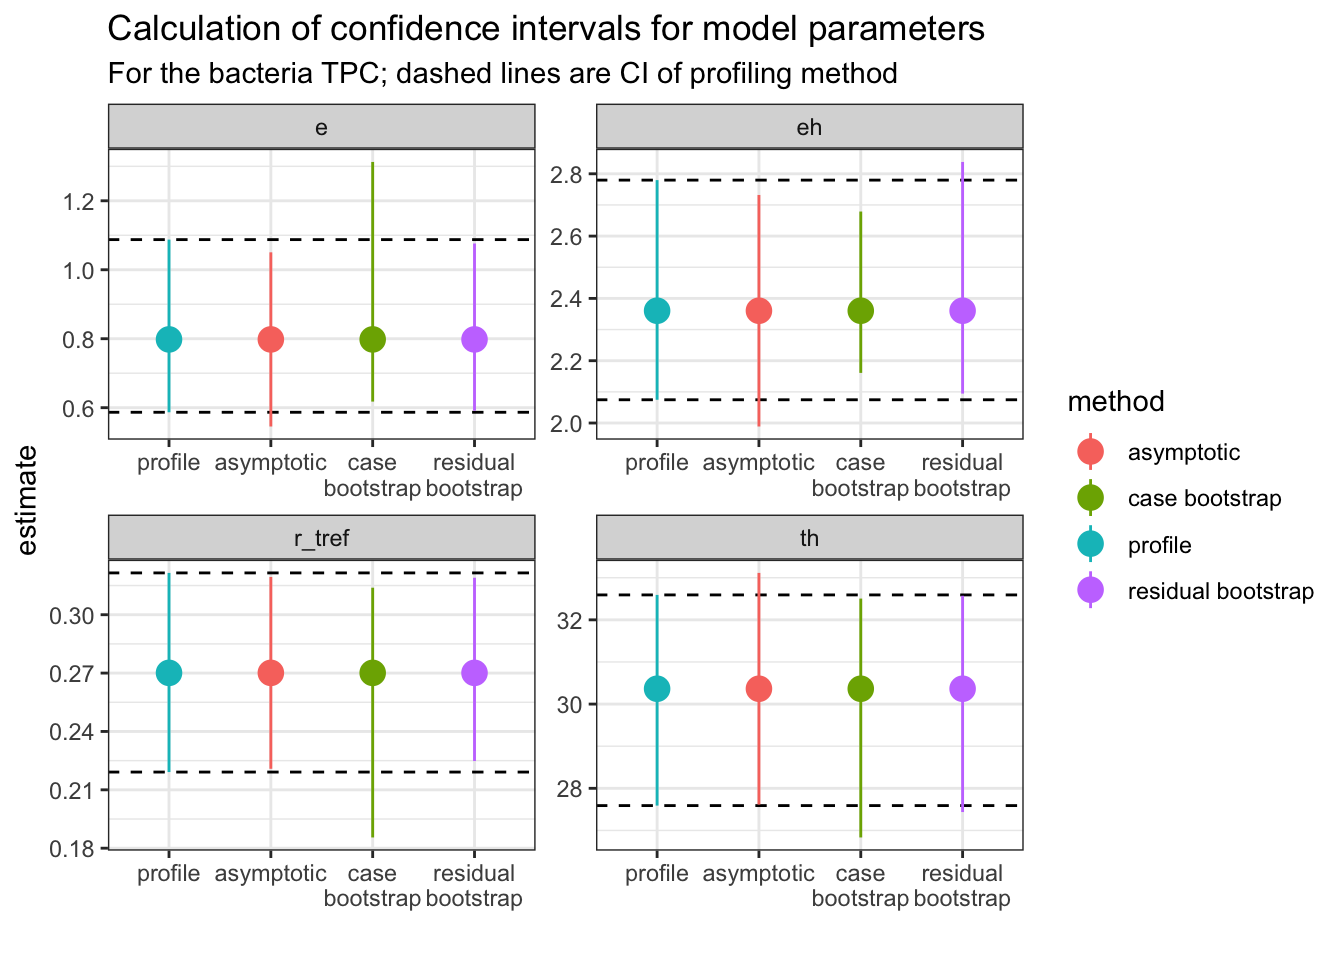 Calculation of confidence intervals for model parameters
For the bacteria TPC; dashed lines are CI of profiling method
estimate
e
1.2
1.0
0.8
0.6
profile asymptotic case bootstrap residual bootstrap
eh
2.8
2.6
2.4
2.2
2.0
profile asymptotic case bootstrap residual bootstrap
r_tref
0.30
0.27
0.24
0.21
0.18
profile asymptotic case bootstrap residual bootstrap
th
32
30
28
profile asymptotic case bootstrap residual bootstrap
method
asymptotic
case bootstrap
profile
residual bootstrap